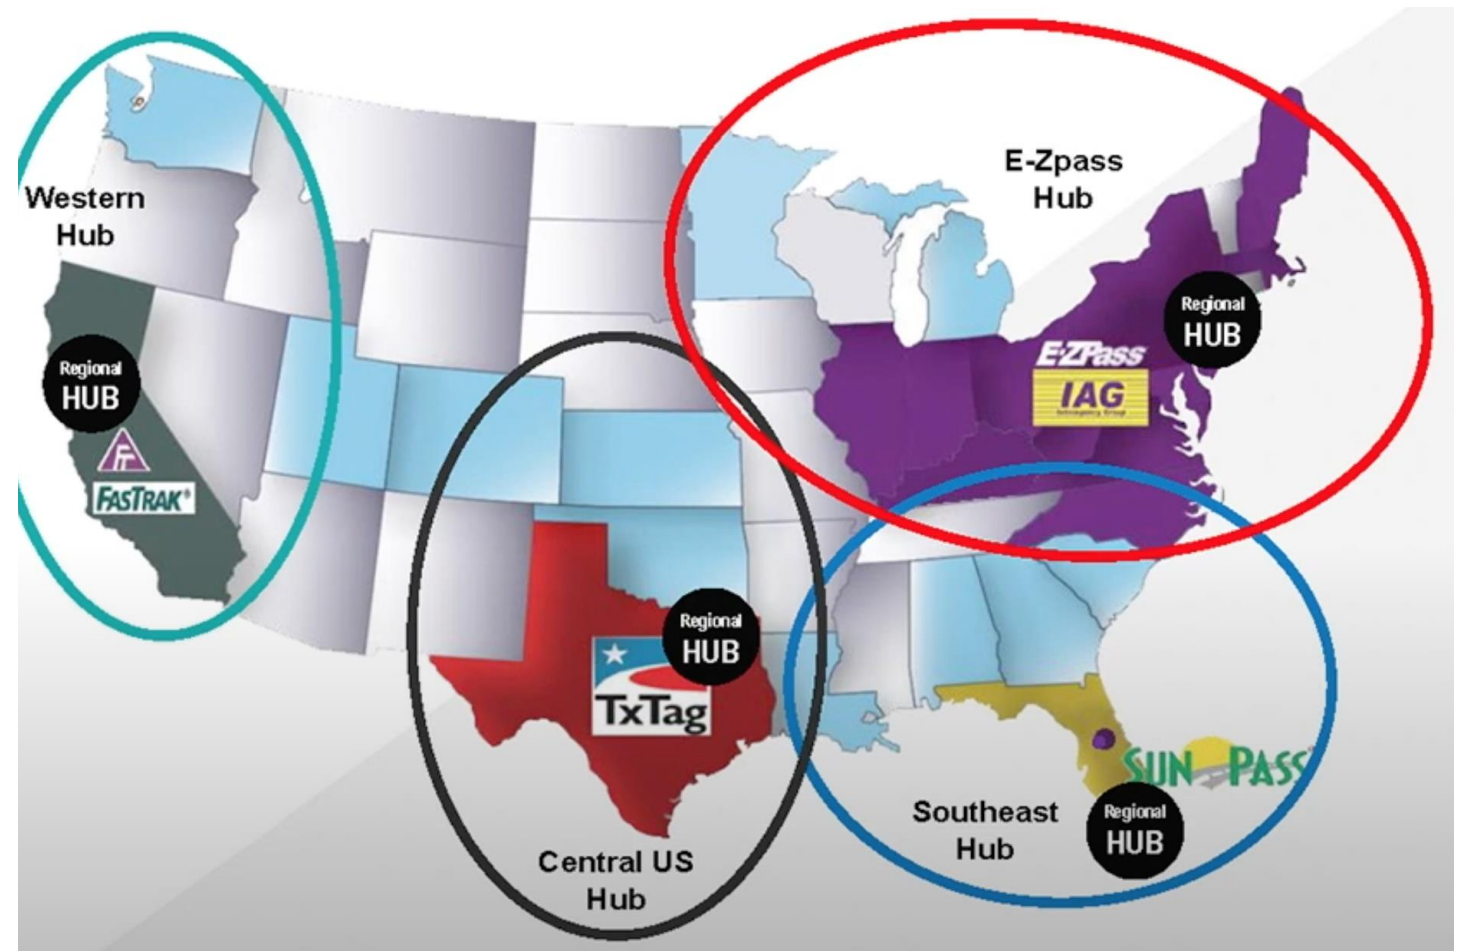 E-Zpass
Hub
Western
Hub
Regional
HUB
E-ZPass
IAG
Regional
HUB
FT
FASTRAK®
Regional
HUB
TxTag
SUN PASS
Southeast
Hub
Regional
HUB
Central US
Hub